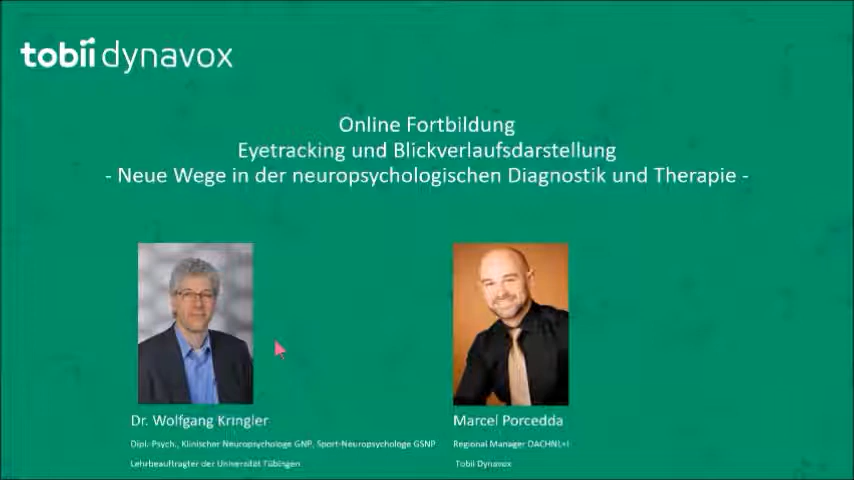 tobii dynavox
Online Fortbildung
Eyetracking und Blickverlaufsdarstellung
- Neue Wege in der neuropsychologischen Diagnostik und Therapie -
Dr. Wolfgang Kringler
Dipl.-Psych., Klinischer Neuropsychologe GNP, Sport-Neuropsychologe GSNP
Lehrbeauftragter der Universität Tübingen
Marcel Porcedda
Regional Manager DACHNL+I
Tobii Dynavox